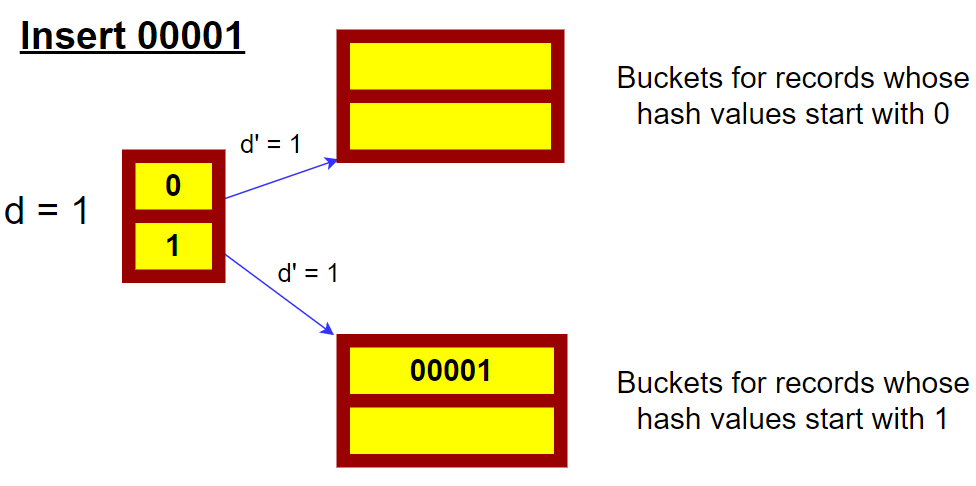 Insert 00001
Buckets for records whose
hash values start with 0
d' = 1
0
d = 1
1
d' = 1
00001
Buckets for records whose
hash values start with 1